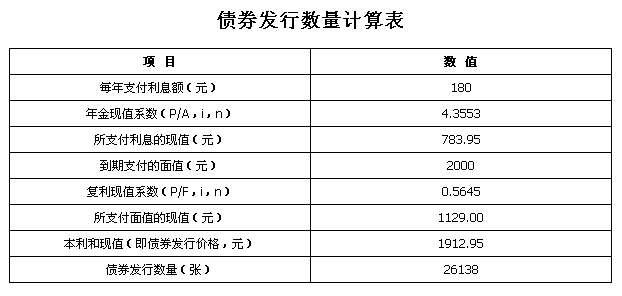 债券发行数量计算表
项 目 数 值
每年支付利息额(元) 180
年金现值系数(P/A,i,n) 4.3553
所支付利息的现值(元) 783.95
到期支付的面值(元) 2000
复利现值系数(P/F,i,n) 0.5645
所支付面值的现值(元) 1129.00
本利和现值(即债券发行价格,元) 1912.95
债券发行数量(张) 26138